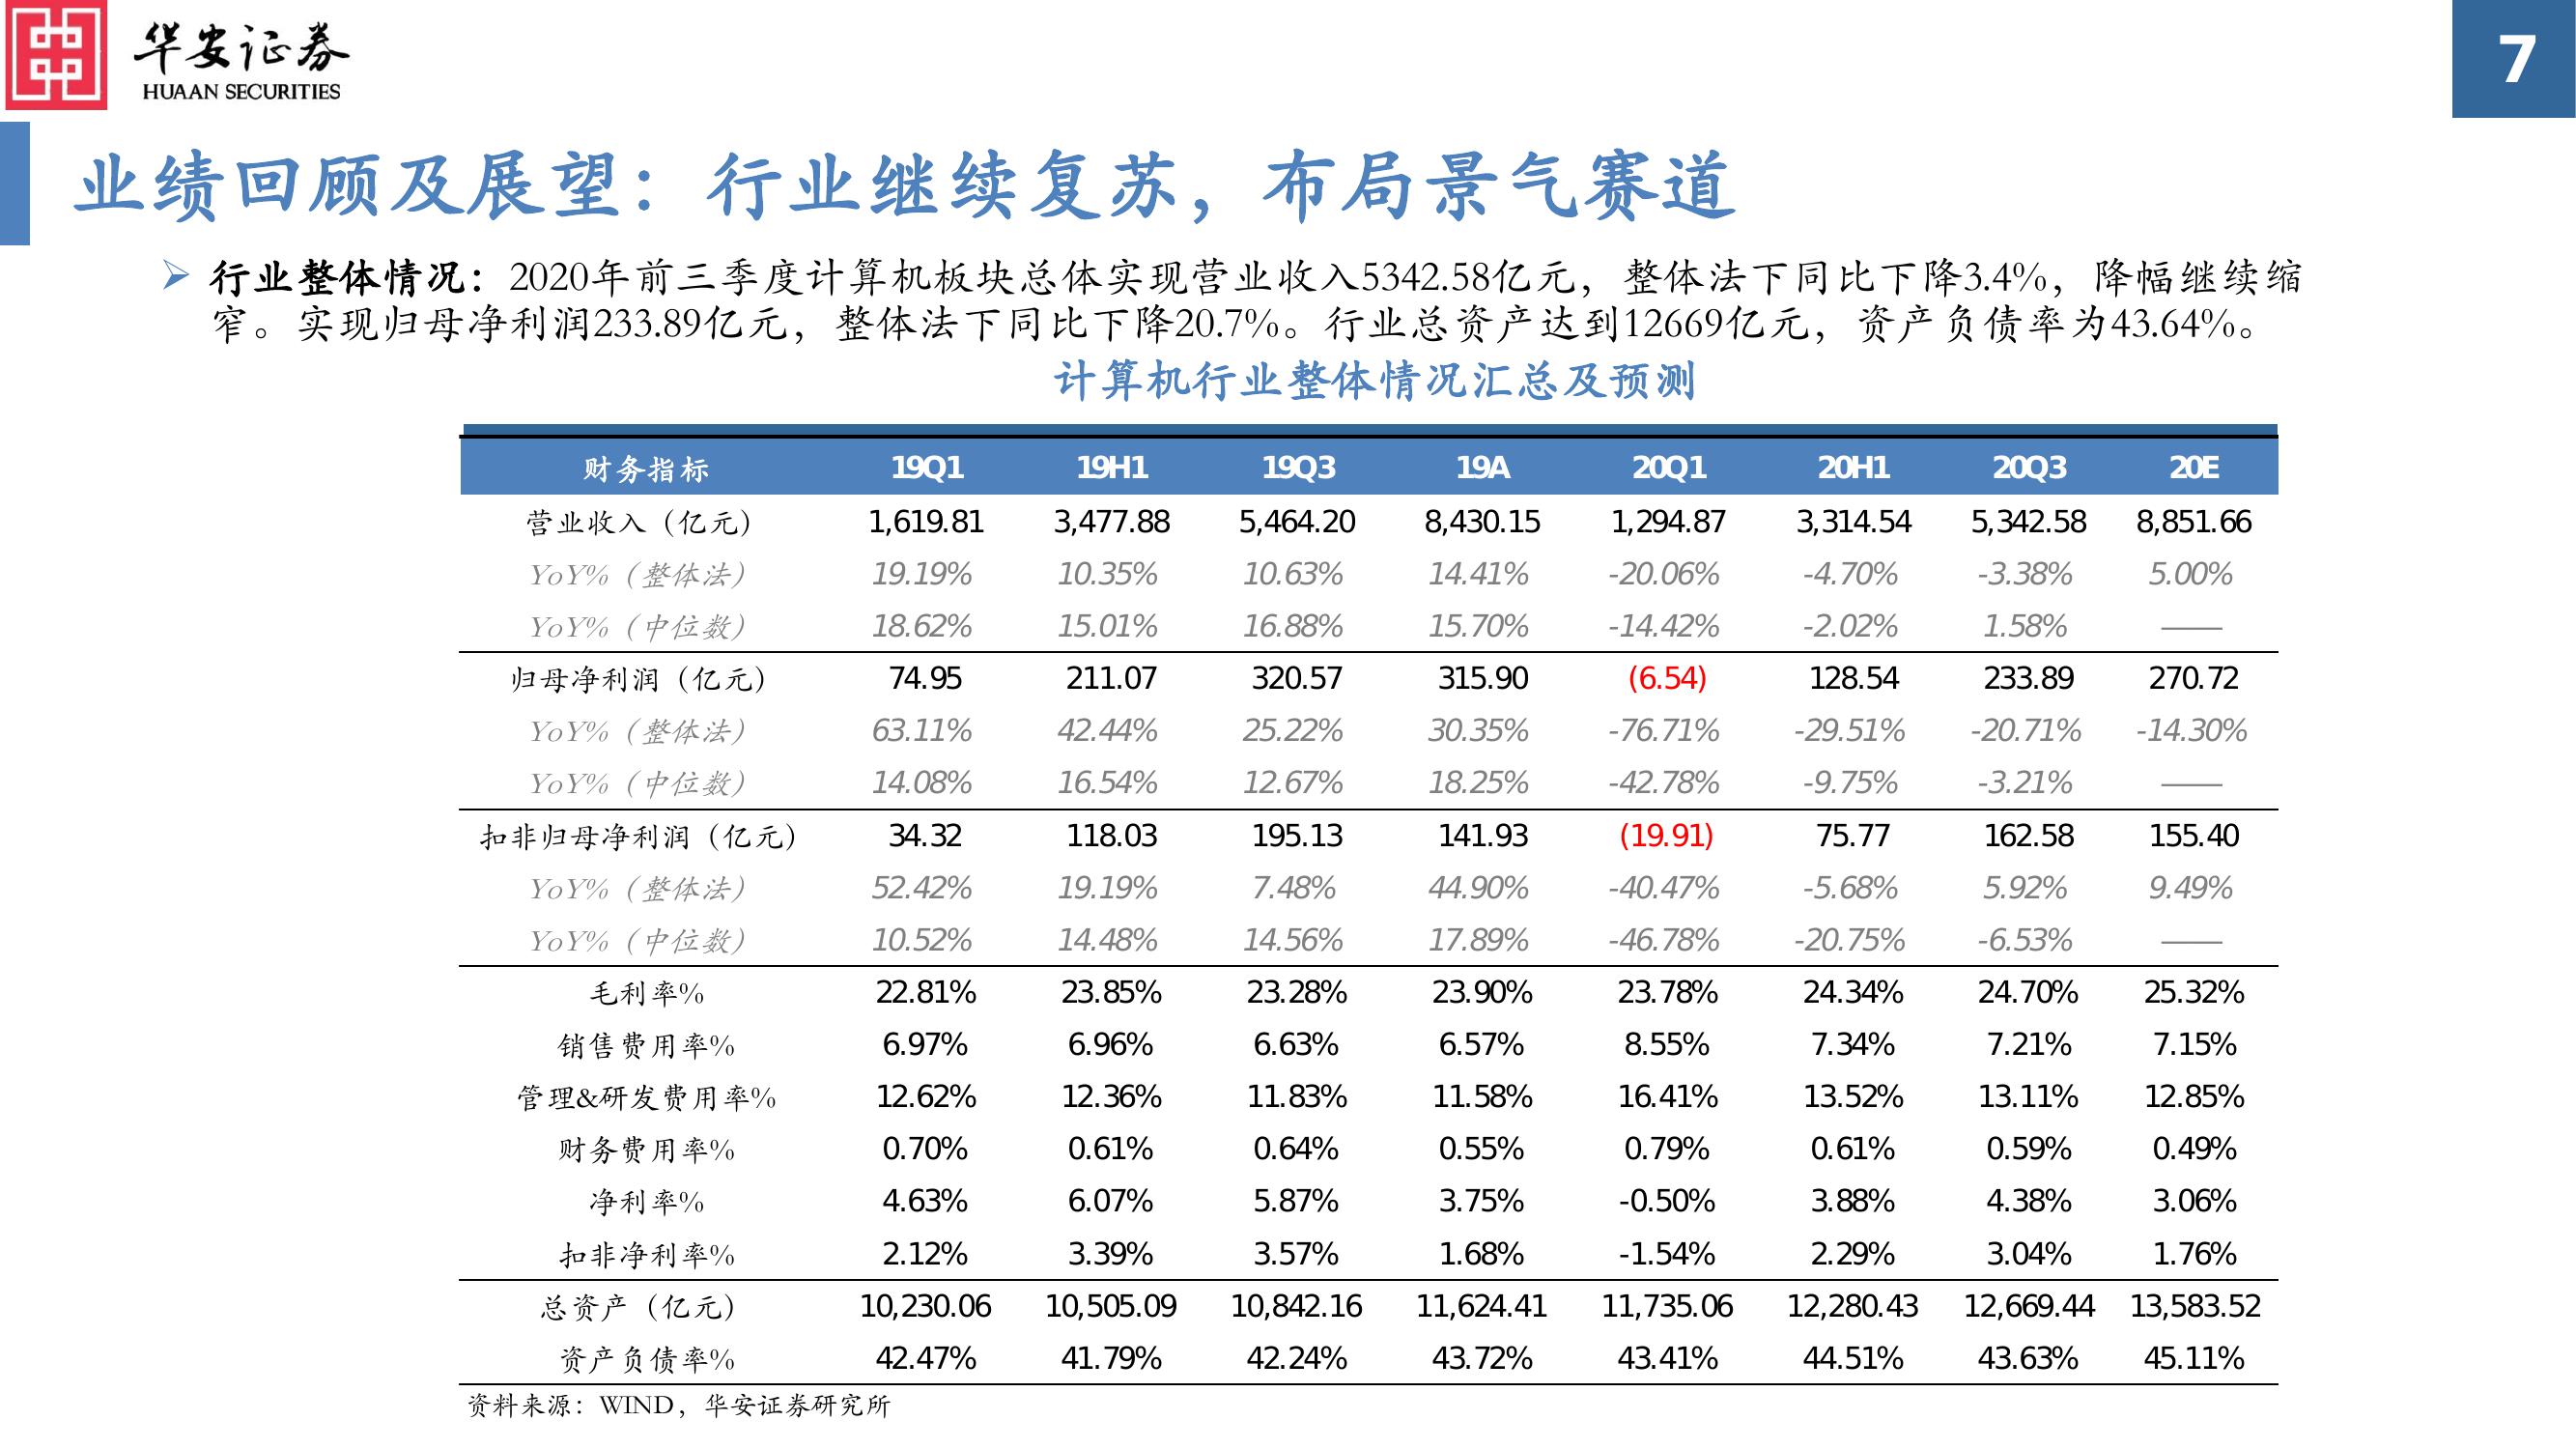 华安证券
HUAAN SECURITIES
7
业绩回顾及展望：行业继续复苏，布局景气赛道
➢ 行业整体情况：2020年前三季度计算机板块总体实现营业收入5342.58亿元，整体法下同比下降3.4%，降幅继续缩
窄。实现归母净利润233.89亿元，整体法下同比下降20.7%。行业总资产达到12669亿元，资产负债率为43.64%。
计算机行业整体情况汇总及预测
财务指标 19Q1 19H1 19Q3 19A 20Q1 20H1 20Q3 20E
营业收入（亿元） 1,619.81 3,477.88 5,464.20 8,430.15 1,294.87 3,314.54 5,342.58 8,851.66
YoY%（整体法） 19.19% 10.35% 10.63% 14.41% -20.06% -4.70% -3.38% 5.00%
YoY%（中位数） 18.62% 15.01% 16.88% 15.70% -14.42% -2.02% 1.58% ——
归母净利润（亿元） 74.95 211.07 320.57 315.90 (6.54) 128.54 233.89 270.72
YoY%（整体法） 63.11% 42.44% 25.22% 30.35% -76.71% -29.51% -20.71% -14.30%
YoY%（中位数） 14.08% 16.54% 12.67% 18.25% -42.78% -9.75% -3.21% ——
扣非归母净利润（亿元） 34.32 118.03 195.13 141.93 (19.91) 75.77 162.58 155.40
YoY%（整体法） 52.42% 19.19% 7.48% 44.90% -40.47% -5.68% 5.92% 9.49%
YoY%（中位数） 10.52% 14.48% 14.56% 17.89% -46.78% -20.75% -6.53% ——
毛利率% 22.81% 23.85% 23.28% 23.90% 23.78% 24.34% 24.70% 25.32%
销售费用率% 6.97% 6.96% 6.63% 6.57% 8.55% 7.34% 7.21% 7.15%
管理&研发费用率% 12.62% 12.36% 11.83% 11.58% 16.41% 13.52% 13.11% 12.85%
财务费用率% 0.70% 0.61% 0.64% 0.55% 0.79% 0.61% 0.59% 0.49%
净利率% 4.63% 6.07% 5.87% 3.75% -0.50% 3.88% 4.38% 3.06%
扣非净利率% 2.12% 3.39% 3.57% 1.68% -1.54% 2.29% 3.04% 1.76%
总资产（亿元） 10,230.06 10,505.09 10,842.16 11,624.41 11,735.06 12,280.43 12,669.44 13,583.52
资产负债率% 42.47% 41.79% 42.24% 43.72% 43.41% 44.51% 43.63% 45.11%
资料来源：WIND，华安证券研究所